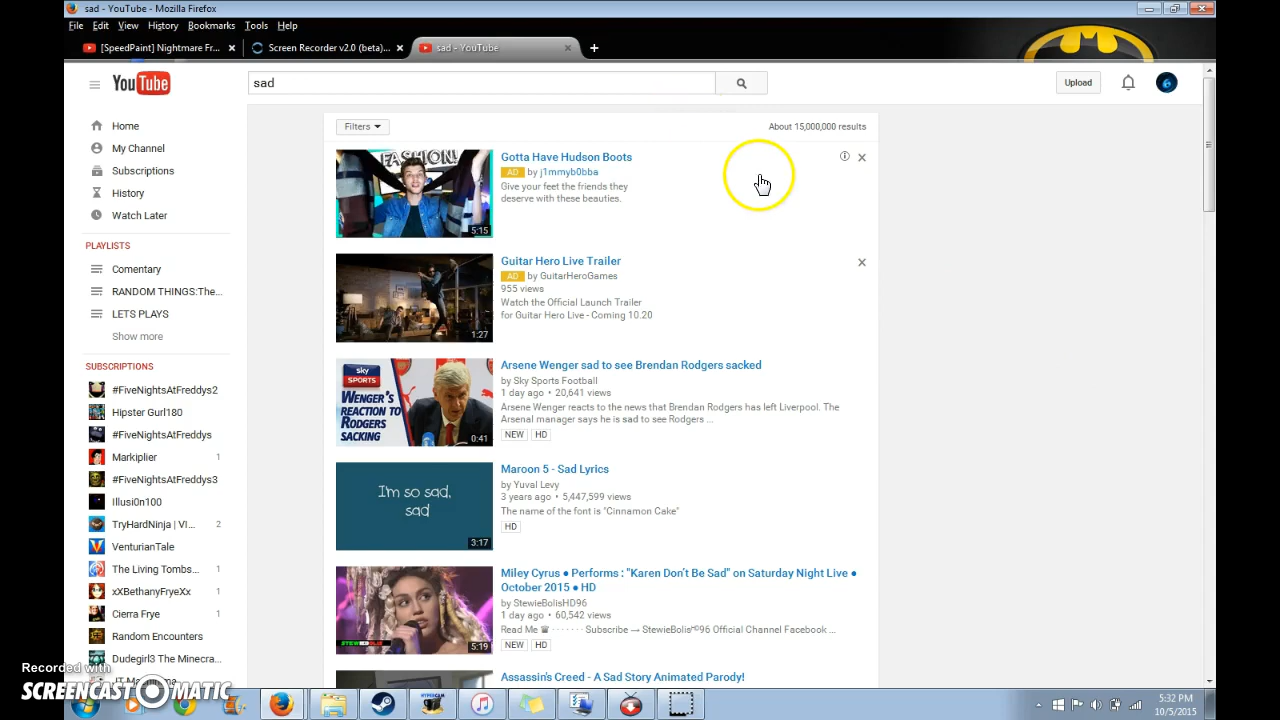 sad - YouTube - Mozilla Firefox
File Edit View History Bookmarks Tools Help
[SpeedPaint] Nightmare Fr... Screen Recorder v2.0 (beta)... sad - YouTube
YouTube
sad
Upload
Home
My Channel
Subscriptions
History
Watch Later
PLAYLISTS
Comentary
RANDOM THINGS:The...
LETS PLAYS
Show more
SUBSCRIPTIONS
#FiveNightsAtFreddys2
Hipster Gurl180
#FiveNightsAtFreddys
Markiplier 1
#FiveNightsAtFreddys3
Illusi0n100
TryHardNinja | VI... 2
VenturianTale
The Living Tombs... 1
xXBethanyFryeXx 1
Cierra Frye 1
Random Encounters
Dudegirl3 The Minecra...
Filters
About 15,000,000 results
FASHION!
5:15
Gotta Have Hudson Boots
AD by j1mmyb0bba
Give your feet the friends they
deserve with these beauties.
1:27
Guitar Hero Live Trailer
AD by GuitarHeroGames
955 views
Watch the Official Launch Trailer
for Guitar Hero Live - Coming 10.20
sky
SPORTS
WENGER'S
REACTION TO
RODGERS
SACKING
0:41
Arsene Wenger sad to see Brendan Rodgers sacked
by Sky Sports Football
1 day ago • 20,641 views
Arsene Wenger reacts to the news that Brendan Rodgers has left Liverpool. The
Arsenal manager says he is sad to see Rodgers ...
NEW HD
I'm so sad,
sad
3:17
Maroon 5 - Sad Lyrics
by Yuval Levy
3 years ago • 5,447,599 views
The name of the font is "Cinnamon Cake"
HD
5:19
Miley Cyrus ● Performs : "Karen Don't Be Sad" on Saturday Night Live ●
October 2015 ● HD
by StewieBolisHD96
1 day ago • 60,542 views
Read Me ♛ · · · · · · · Subscribe → StewieBolisᴴᴰ96 Official Channel Facebook ...
NEW HD
Assassin's Creed - A Sad Story Animated Parody!
Recorded with
SCREENCAST-O-MATIC
5:32 PM
10/5/2015